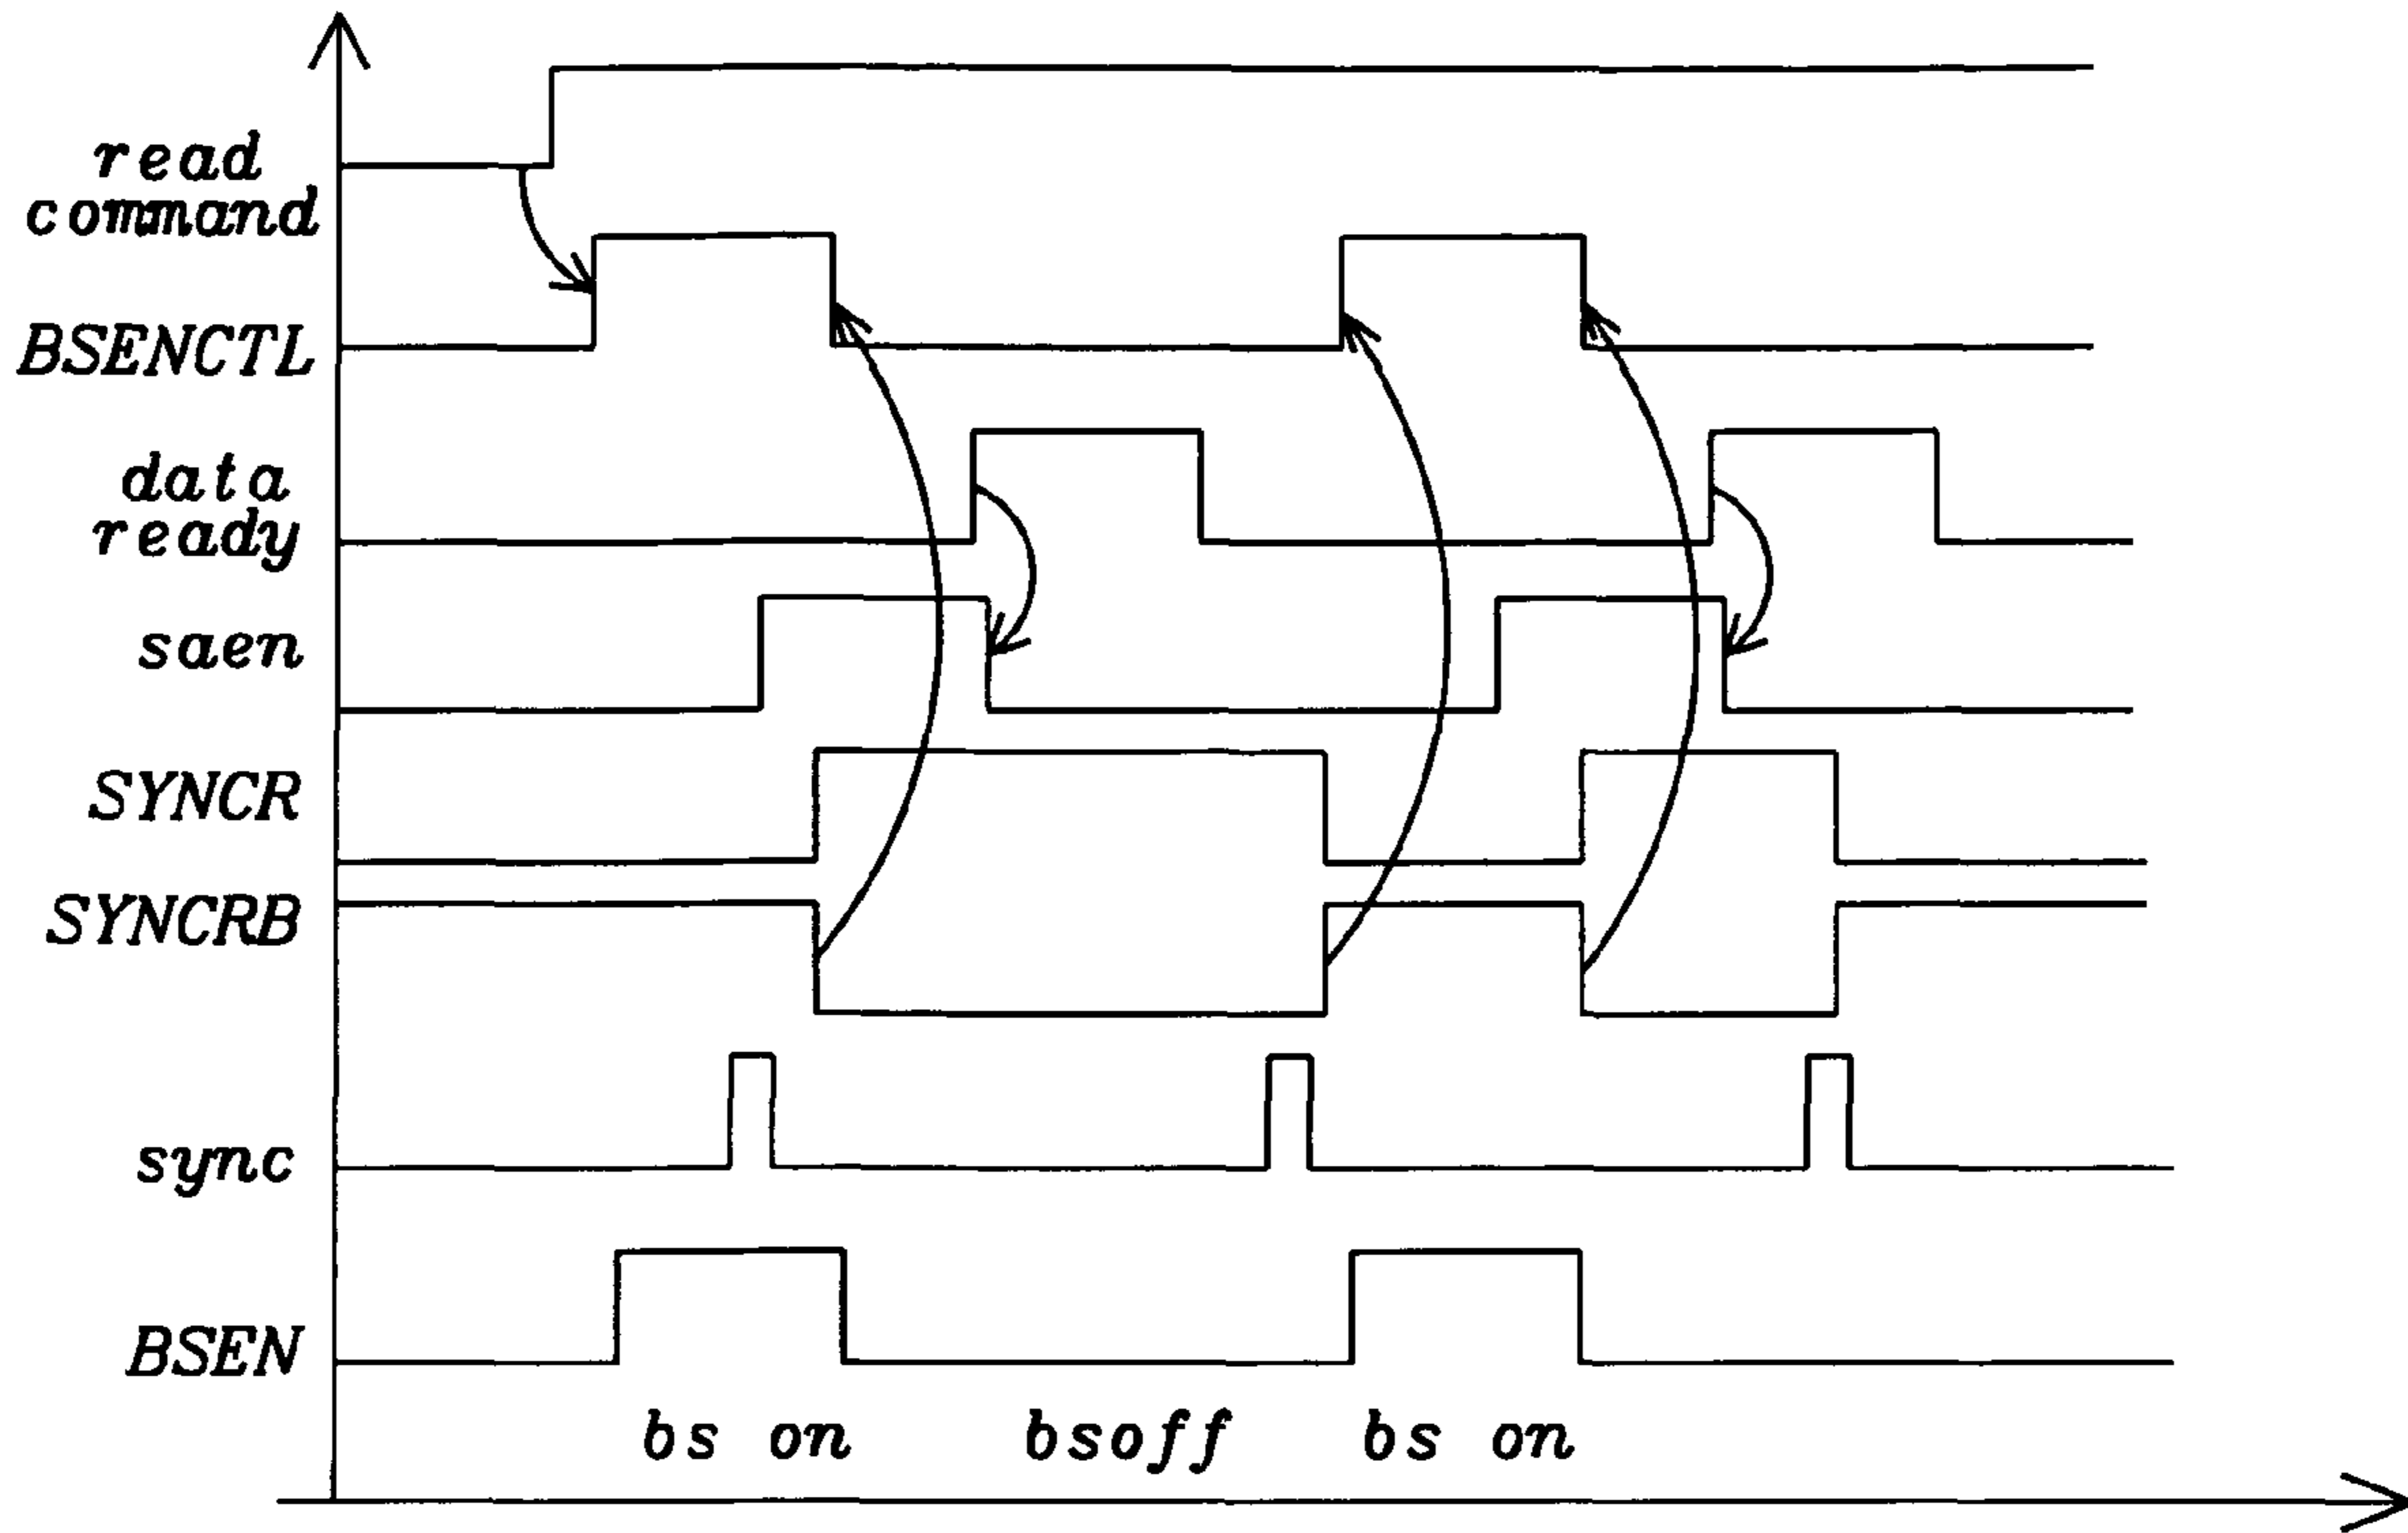 read
command
BSENCTL
data
ready
saen
SYNCR
SYNCRB
sync
BSEN
bs on bsoff bs on